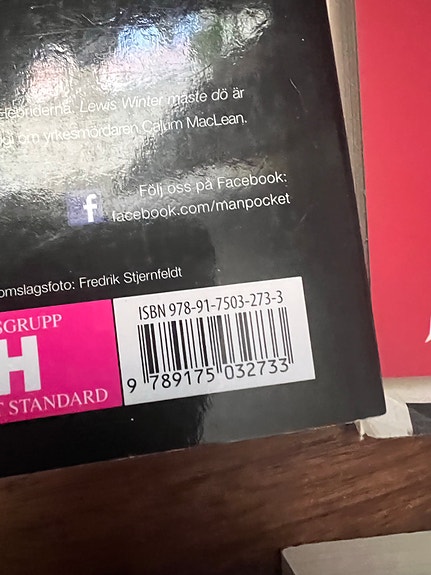 Lewis Winter måste dö är
om yrkesmördaren Calum MacLean.
Följ oss på Facebook:
f facebook.com/manpocket
omslagsfoto: Fredrik Stjernfeldt
SGRUPP
H
STANDARD
ISBN 978-91-7503-273-3
9 789175 032733